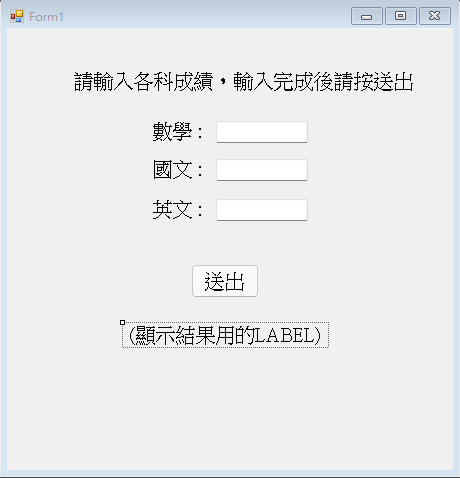 Form1
請輸入各科成績，輸入完成後請按送出
數學：
國文：
英文：
送出
(顯示結果用的LABEL)